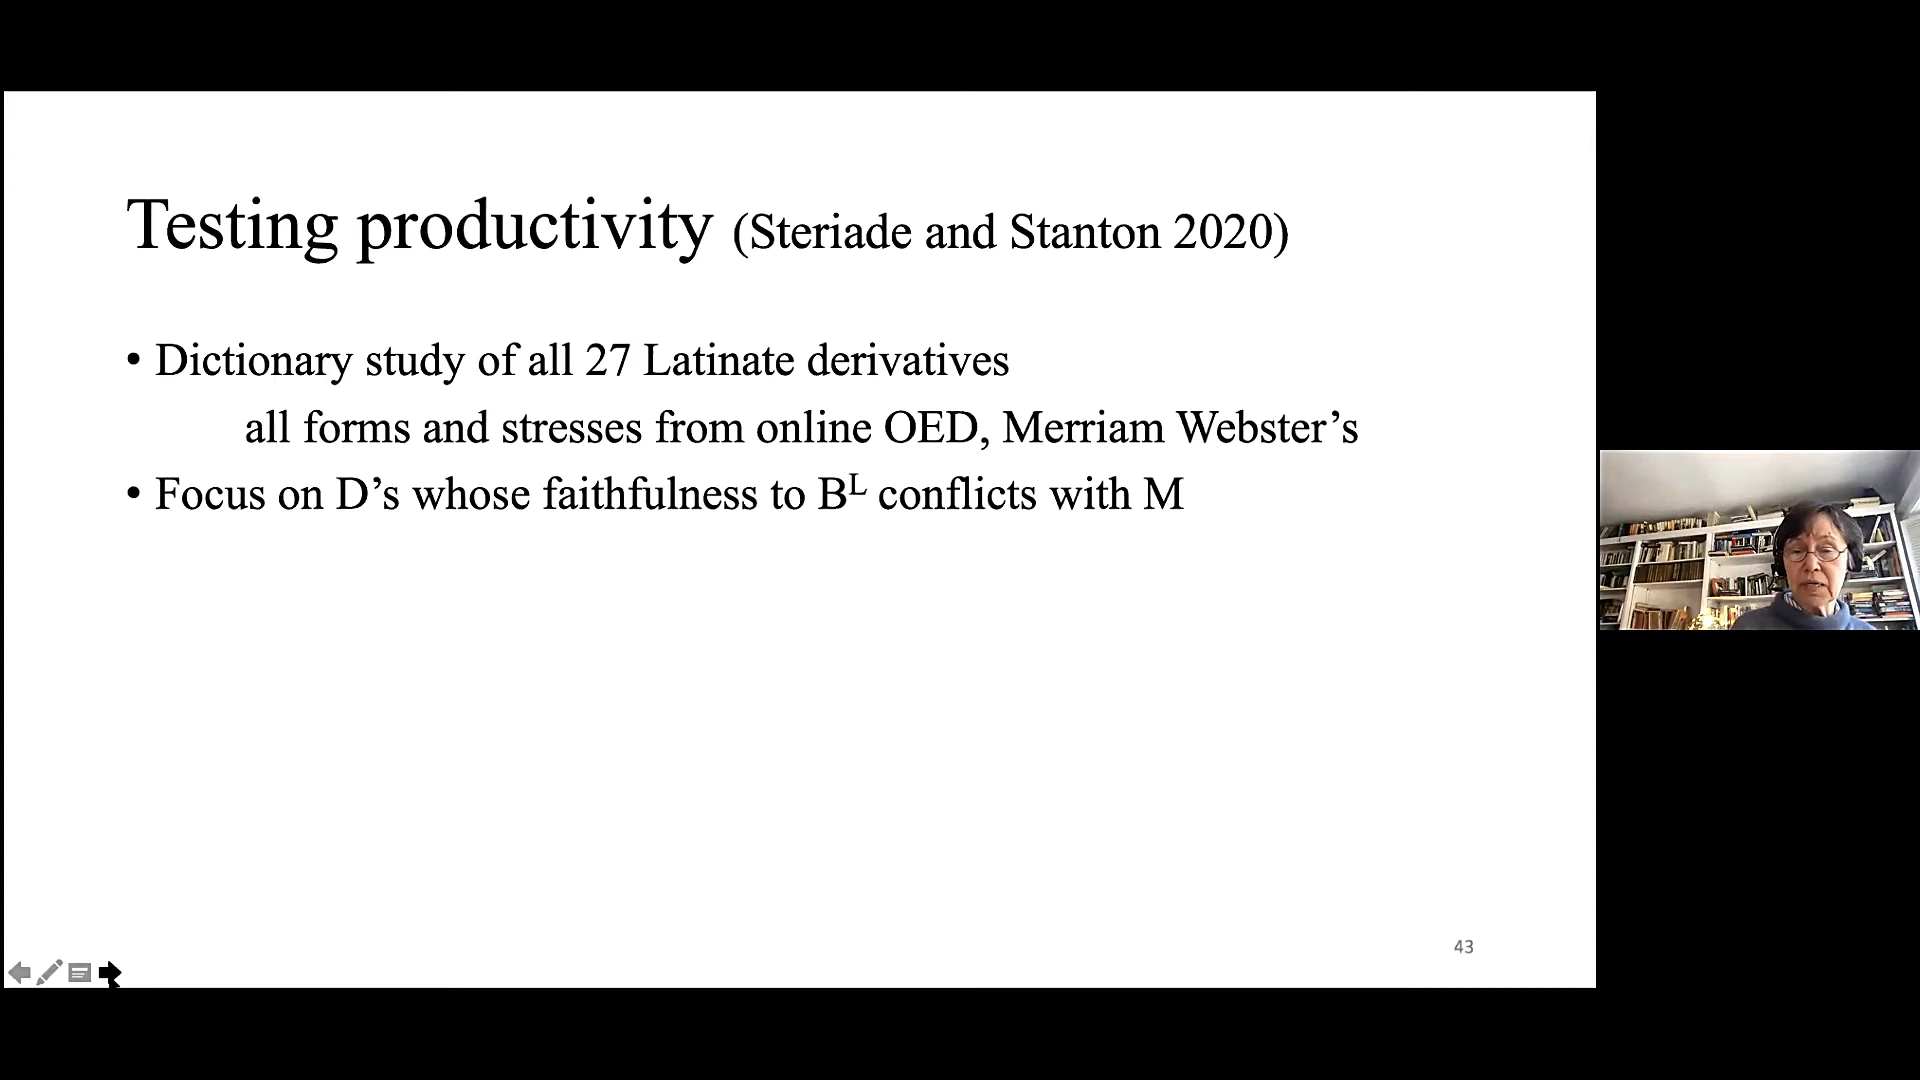 Testing productivity (Steriade and Stanton 2020)
• Dictionary study of all 27 Latinate derivatives
all forms and stresses from online OED, Merriam Webster’s
• Focus on D’s whose faithfulness to Bᴸ conflicts with M
43